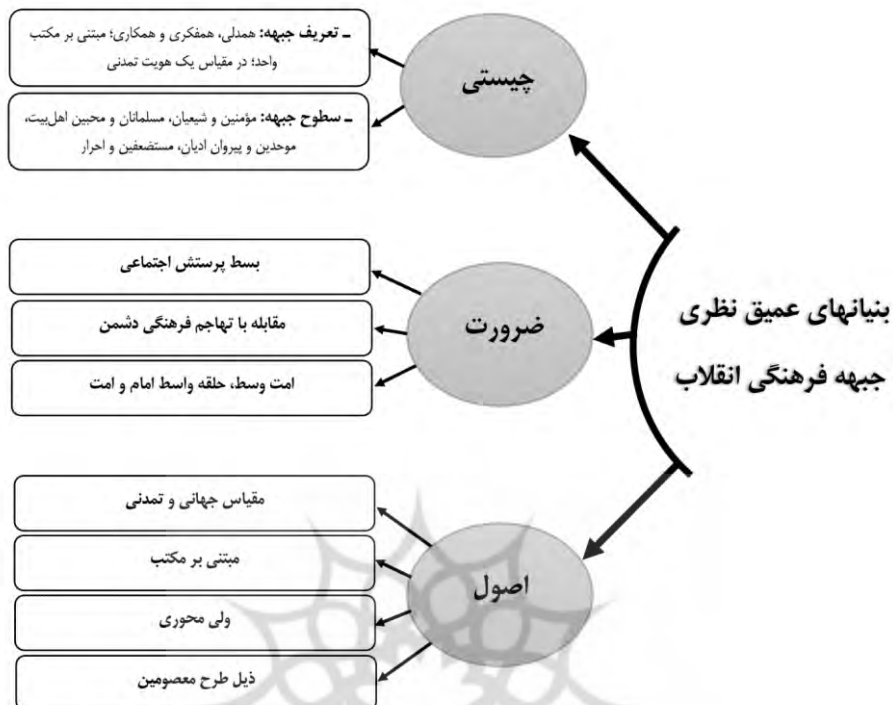 بنیانهای عمیق نظری
جبهه فرهنگی انقلاب
چیستی
ـ تعریف جبهه: همدلی، همفکری و همکاری؛ مبتنی بر مکتب
واحد؛ در مقیاس یک هویت تمدنی
ـ سطوح جبهه: مؤمنین و شیعیان، مسلمانان و محبین اهل‌بیت،
موحدین و پیروان ادیان، مستضعفین و احرار
ضرورت
بسط پرستش اجتماعی
مقابله با تهاجم فرهنگی دشمن
امت وسط، حلقه واسط امام و امت
اصول
مقیاس جهانی و تمدنی
مبتنی بر مکتب
ولی محوری
ذیل طرح معصومین